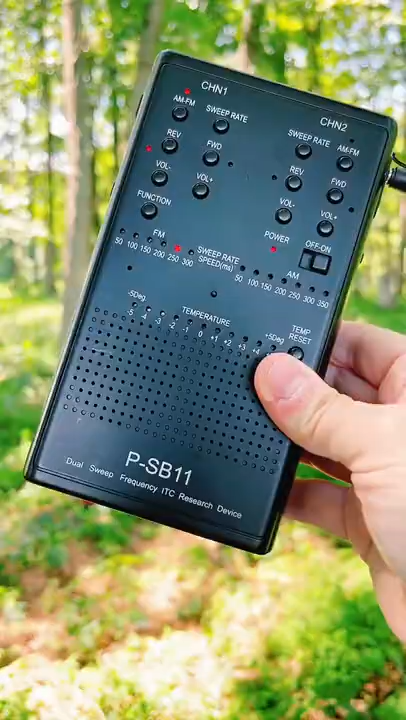 CHN1
AM-FM
SWEEP RATE
CHN2
SWEEP RATE
AM-FM
REV
FWD
REV
FWD
VOL-
VOL+
VOL-
VOL+
FUNCTION
POWER
OFF-ON
FM
50 100 150 200 250 300
SWEEP RATE
SPEED(ms)
AM
50 100 150 200 250 300 350
-5Deg
TEMPERATURE
+5Deg
-5 -4 -3 -2 -1 0 +1 +2 +3 +4
TEMP
RESET
P-SB11
Dual Sweep Frequency ITC Research Device